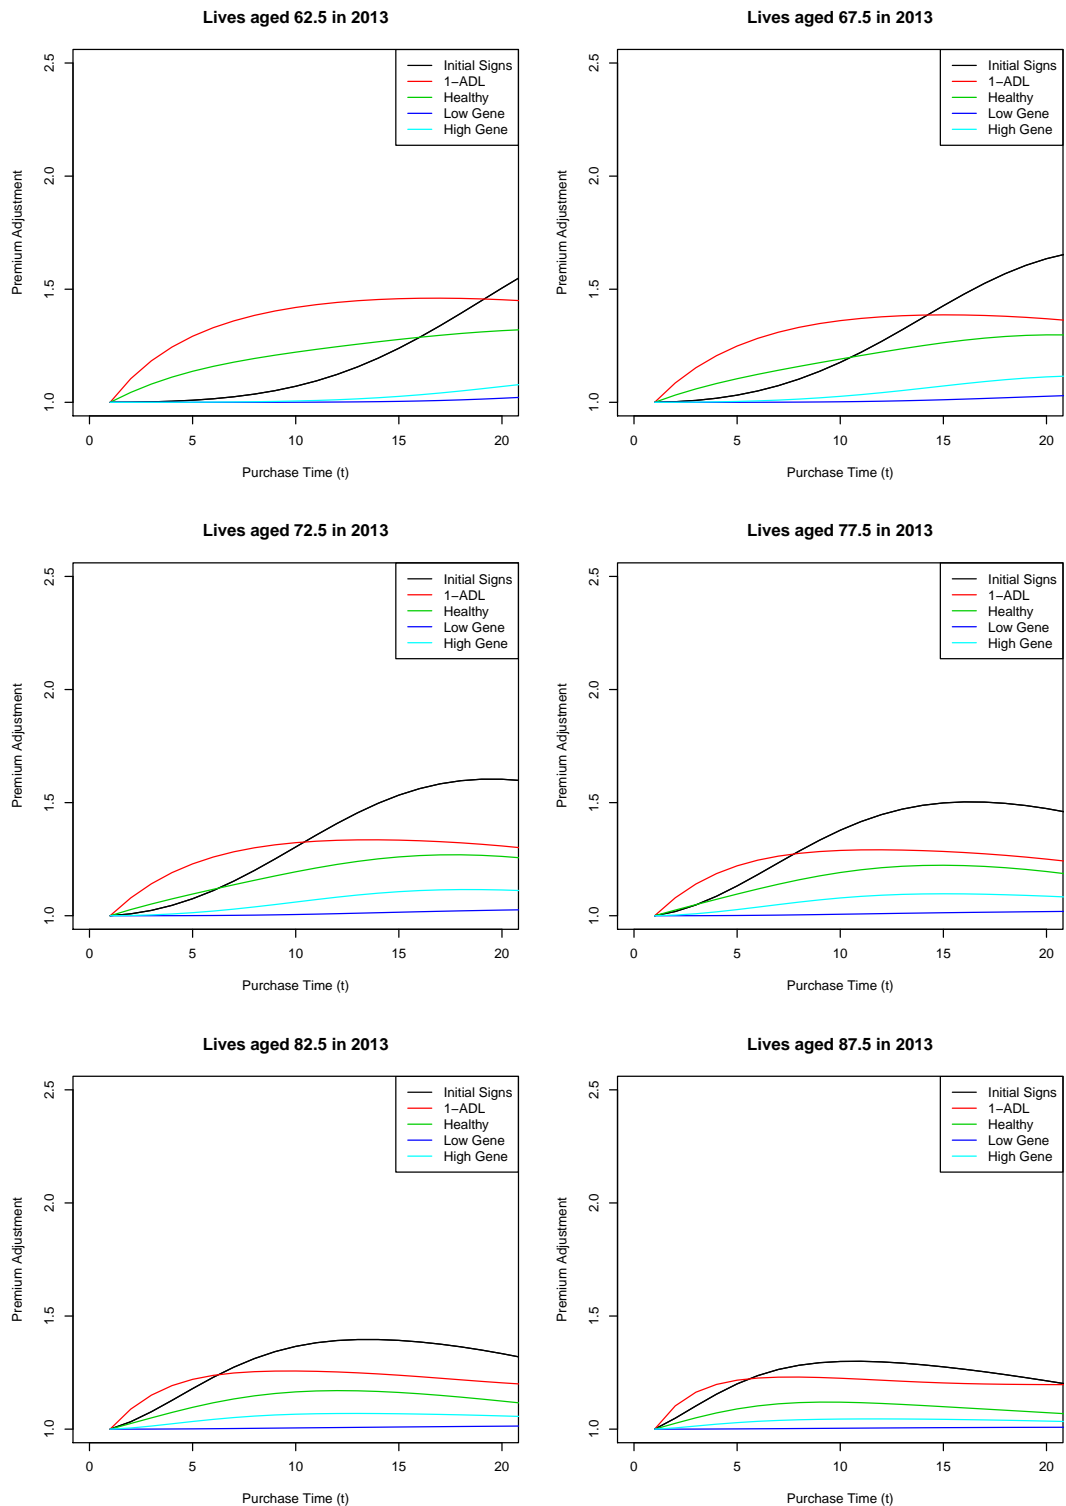 Lives aged 62.5 in 2013
Premium Adjustment
2.5
2.0
1.5
1.0
Initial Signs
1−ADL
Healthy
Low Gene
High Gene
0 5 10 15 20
Purchase Time (t)
Lives aged 67.5 in 2013
Premium Adjustment
2.5
2.0
1.5
1.0
Initial Signs
1−ADL
Healthy
Low Gene
High Gene
0 5 10 15 20
Purchase Time (t)
Lives aged 72.5 in 2013
Premium Adjustment
2.5
2.0
1.5
1.0
Initial Signs
1−ADL
Healthy
Low Gene
High Gene
0 5 10 15 20
Purchase Time (t)
Lives aged 77.5 in 2013
Premium Adjustment
2.5
2.0
1.5
1.0
Initial Signs
1−ADL
Healthy
Low Gene
High Gene
0 5 10 15 20
Purchase Time (t)
Lives aged 82.5 in 2013
Premium Adjustment
2.5
2.0
1.5
1.0
Initial Signs
1−ADL
Healthy
Low Gene
High Gene
0 5 10 15 20
Purchase Time (t)
Lives aged 87.5 in 2013
Premium Adjustment
2.5
2.0
1.5
1.0
Initial Signs
1−ADL
Healthy
Low Gene
High Gene
0 5 10 15 20
Purchase Time (t)